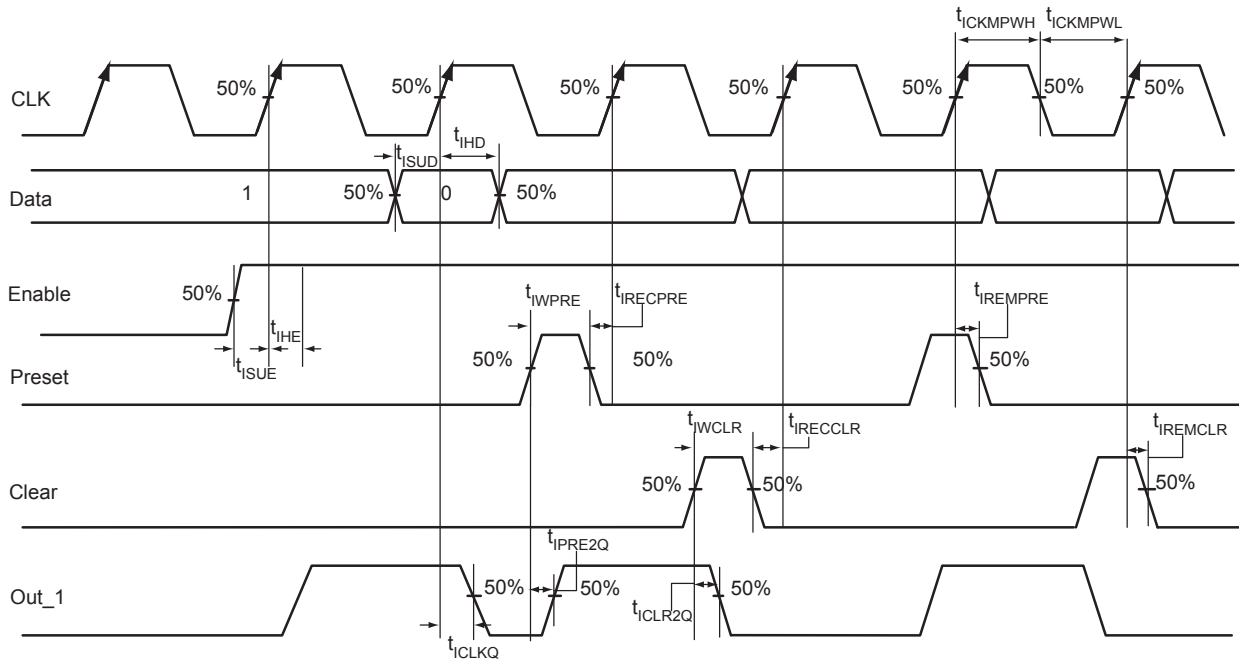 tICKMPWH tICKMPWL
CLK 50% 50% 50% 50% 50% 50% 50%
tISUD tIHD
Data 1 50% 0 50%
Enable 50%
tIHE
tISUE
tIWPRE tIRECPRE tIREMPRE
Preset 50% 50% 50%
tIWCLR tIRECCLR tIREMCLR
Clear 50% 50% 50%
tIPRE2Q
Out_1 50% 50% 50%
tICLR2Q
tICLKQ